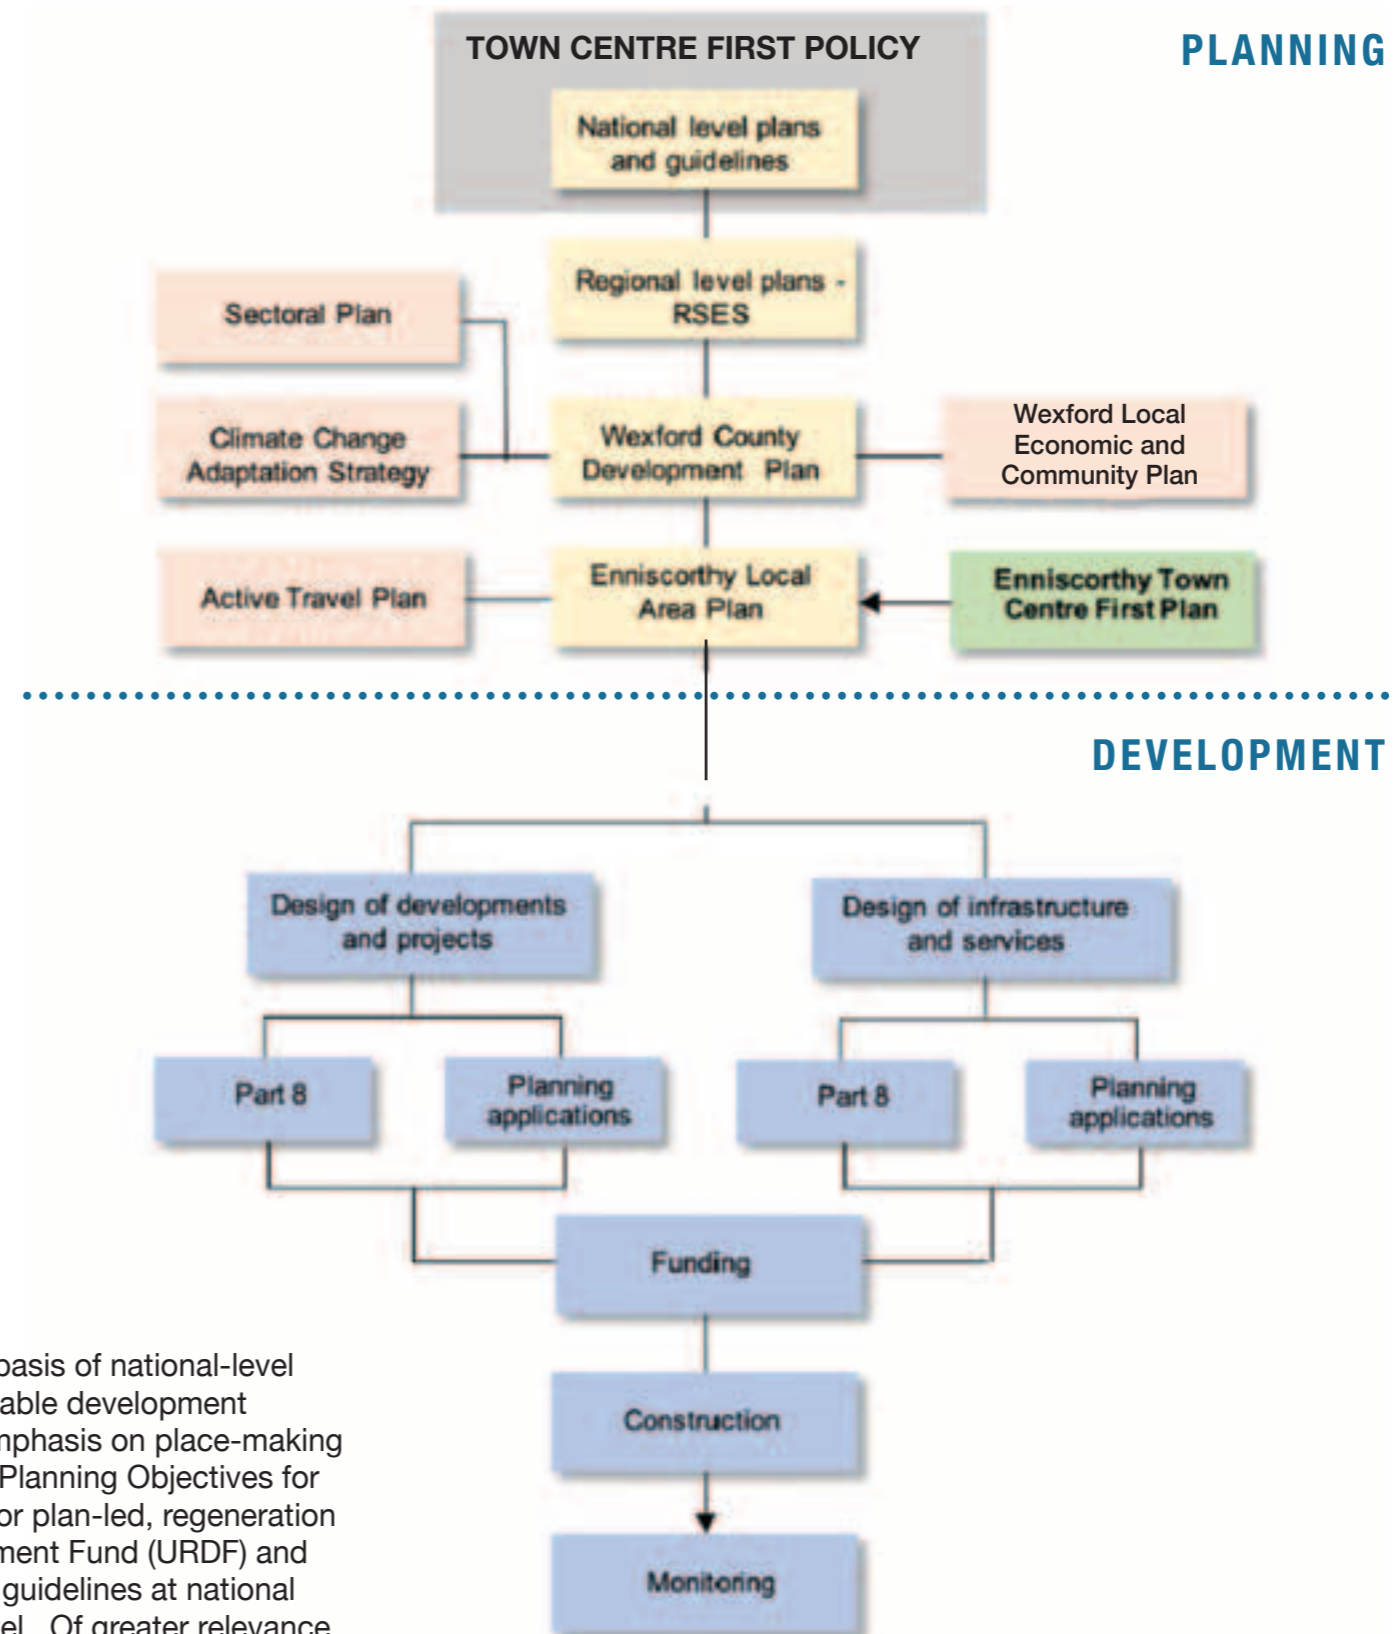 TOWN CENTRE FIRST POLICY
PLANNING
National level plans
and guidelines
Regional level plans -
RSES
Sectoral Plan
Climate Change
Adaptation Strategy
Wexford County
Development Plan
Wexford Local
Economic and
Community Plan
Active Travel Plan
Enniscorthy Local
Area Plan
Enniscorthy Town
Centre First Plan
DEVELOPMENT
Design of developments
and projects
Design of infrastructure
and services
Part 8
Planning
applications
Part 8
Planning
applications
Funding
Construction
Monitoring
basis of national-level
able development
mphasis on place-making
Planning Objectives for
or plan-led, regeneration
ment Fund (URDF) and
guidelines at national
el. Of greater relevance